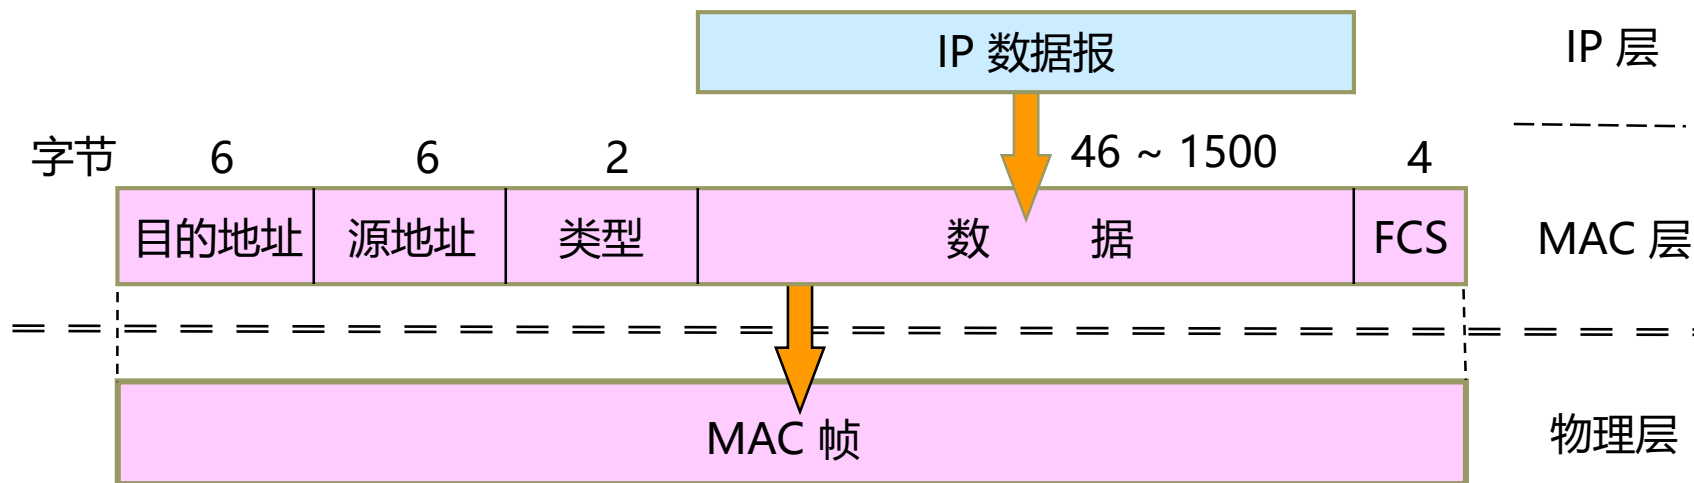 IP 数据报
IP 层
字节 6 6 2 46 ~ 1500 4
目的地址 源地址 类型 数 据 FCS MAC 层
MAC 帧
物理层